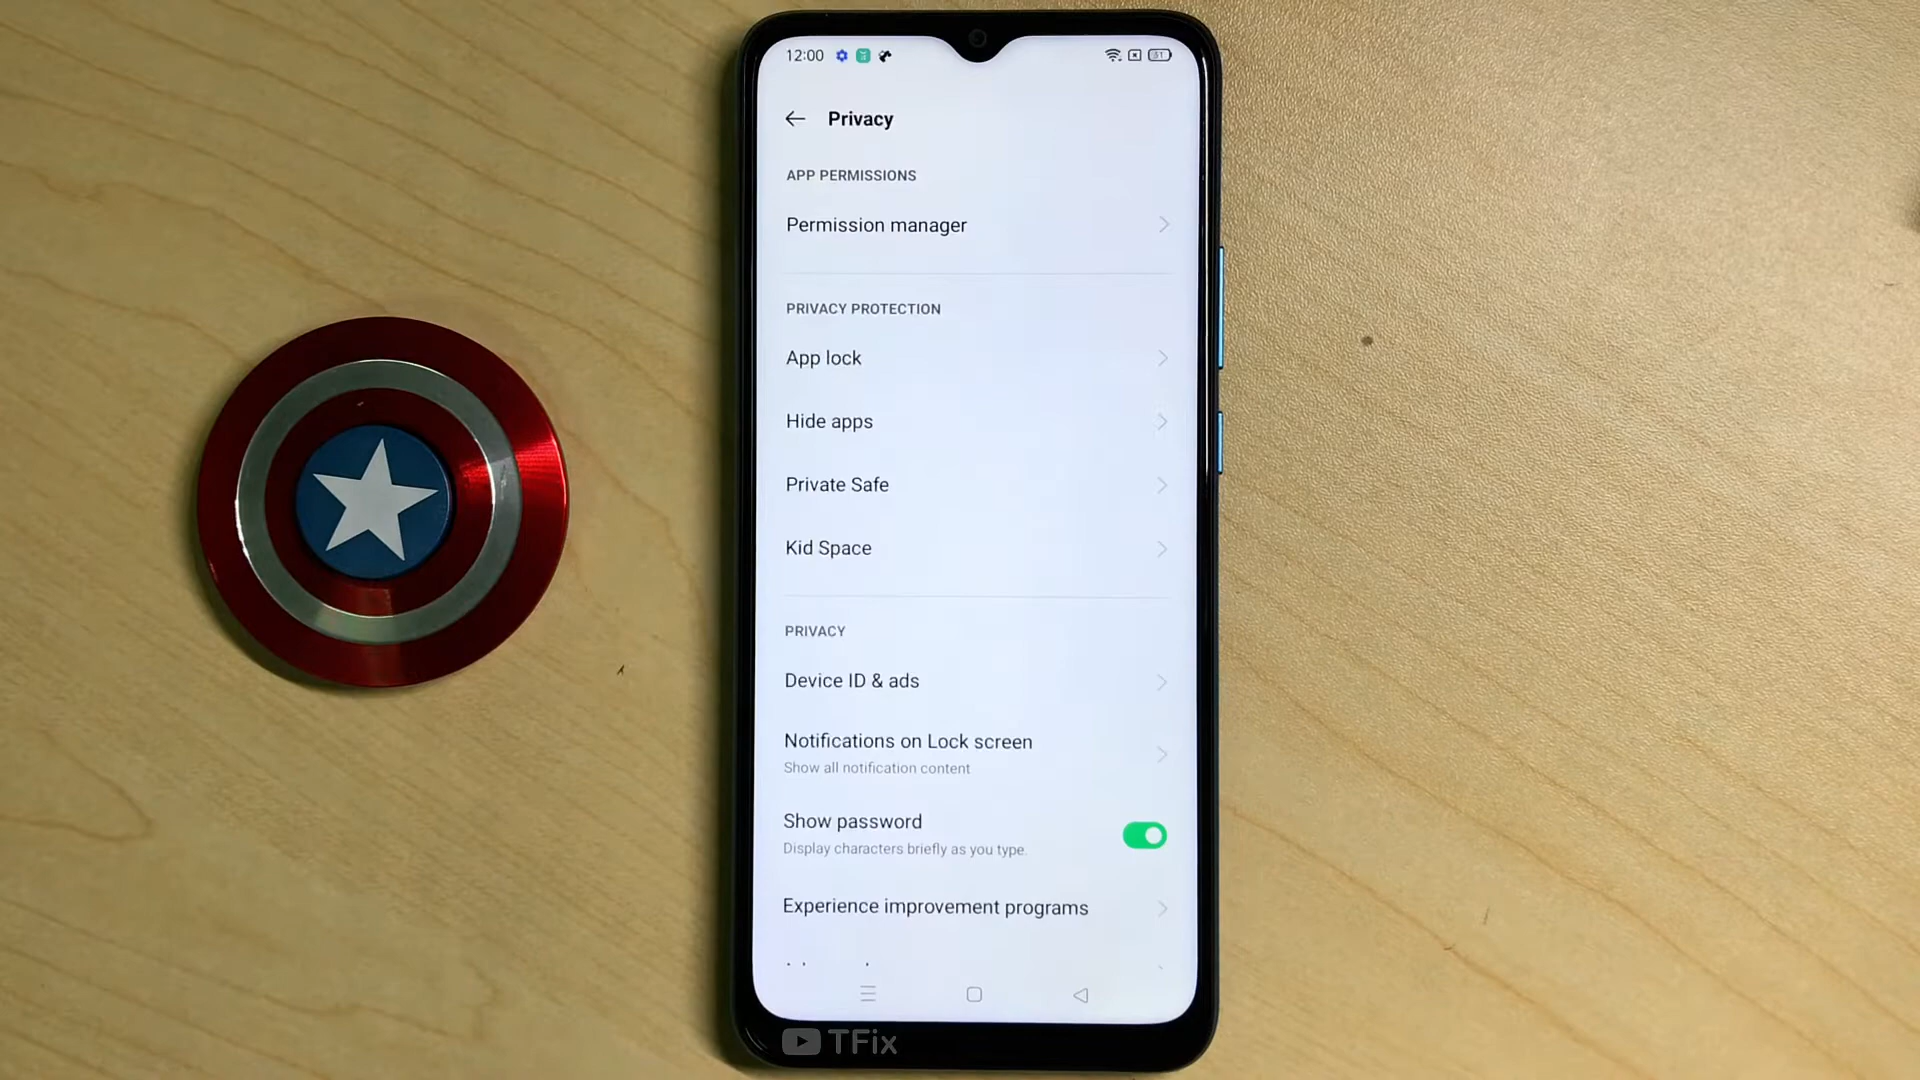 12:00
Privacy
APP PERMISSIONS
Permission manager
PRIVACY PROTECTION
App lock
Hide apps
Private Safe
Kid Space
PRIVACY
Device ID & ads
Notifications on Lock screen
Show all notification content
Show password
Display characters briefly as you type.
Experience improvement programs
TFix